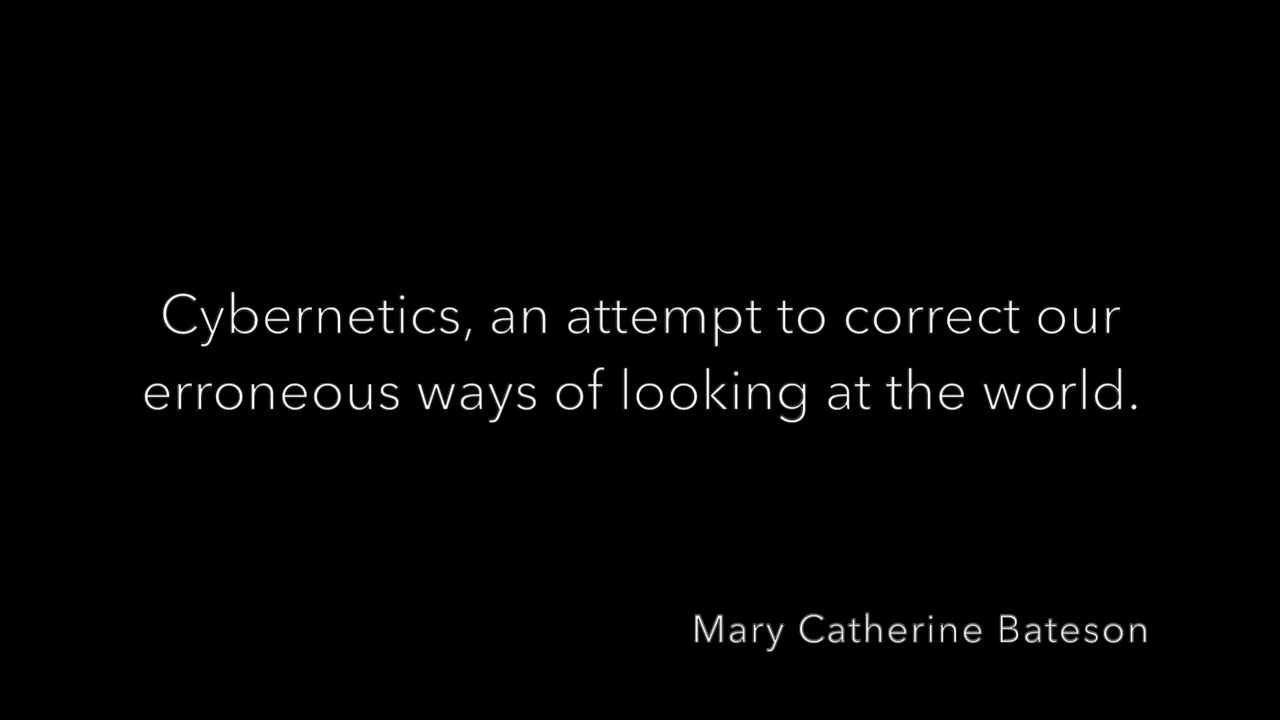 Cybernetics, an attempt to correct our
erroneous ways of looking at the world.
Mary Catherine Bateson